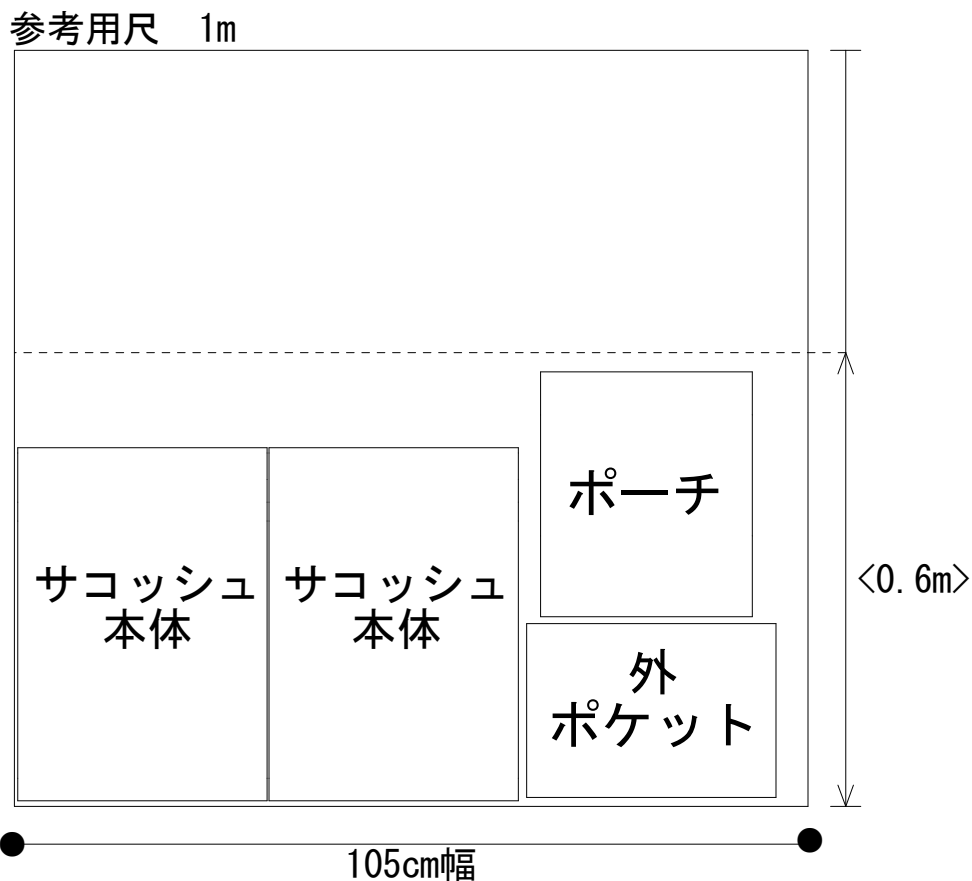 参考用尺　1m
ポーチ
サコッシュ
本体
サコッシュ
本体
<0.6m>
外
ポケット
105cm幅